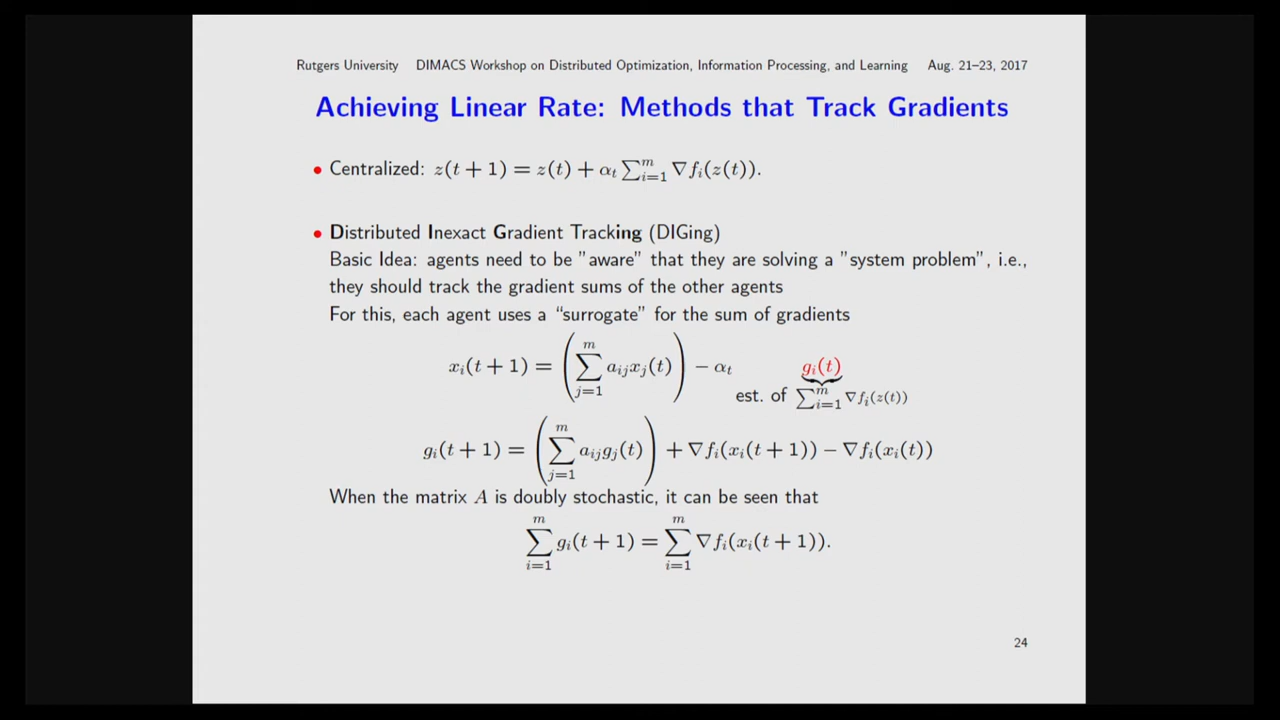 Rutgers University DIMACS Workshop on Distributed Optimization, Information Processing, and Learning Aug. 21–23, 2017
Achieving Linear Rate: Methods that Track Gradients
• Centralized: z(t + 1) = z(t) + α_t ∑_{i=1}^{m} ∇f_i(z(t)).
• Distributed Inexact Gradient Tracking (DIGing)
Basic Idea: agents need to be ”aware” that they are solving a ”system problem”, i.e.,
they should track the gradient sums of the other agents
For this, each agent uses a “surrogate” for the sum of gradients
x_i(t + 1) = (∑_{j=1}^{m} a_{ij}x_j(t)) − α_t g_i(t)
est. of ∑_{i=1}^{m} ∇f_i(z(t))
g_i(t + 1) = (∑_{j=1}^{m} a_{ij}g_j(t)) + ∇f_i(x_i(t + 1)) − ∇f_i(x_i(t))
When the matrix A is doubly stochastic, it can be seen that
∑_{i=1}^{m} g_i(t + 1) = ∑_{i=1}^{m} ∇f_i(x_i(t + 1)).
24